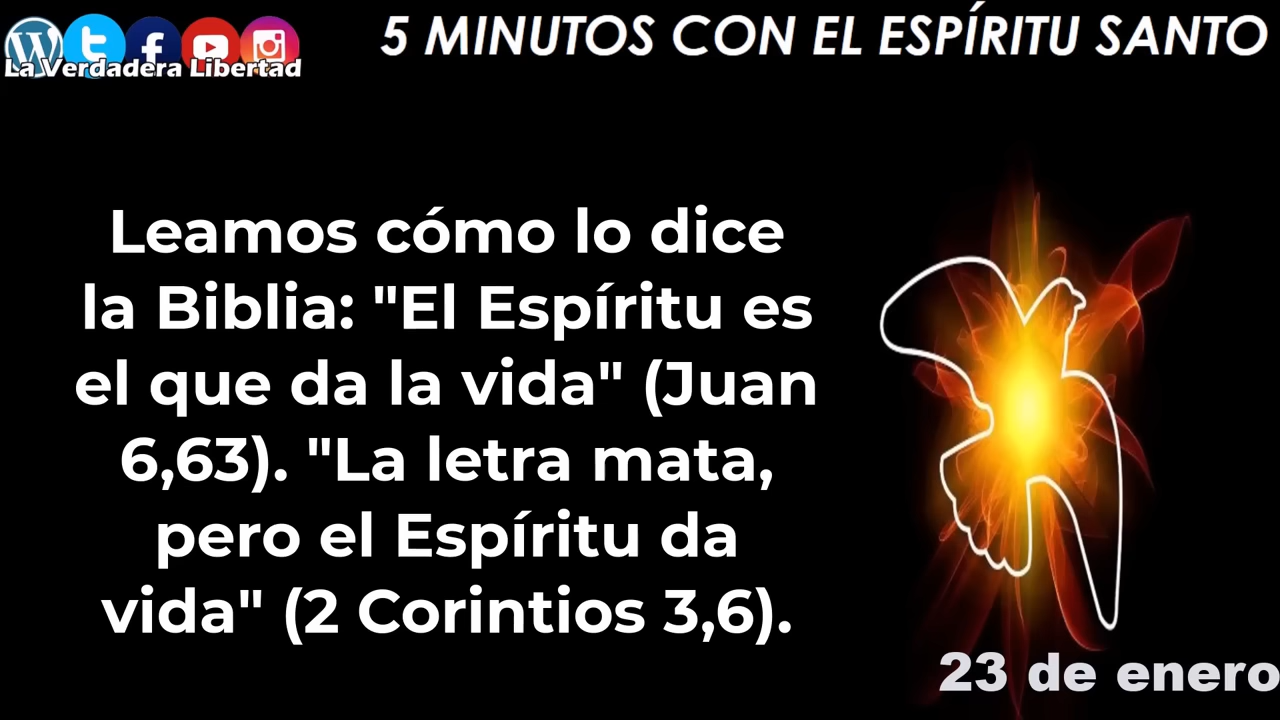 5 MINUTOS CON EL ESPÍRITU SANTO
La Verdadera Libertad
Leamos cómo lo dice
la Biblia: "El Espíritu es
el que da la vida" (Juan
6,63). "La letra mata,
pero el Espíritu da
vida" (2 Corintios 3,6).
23 de enero